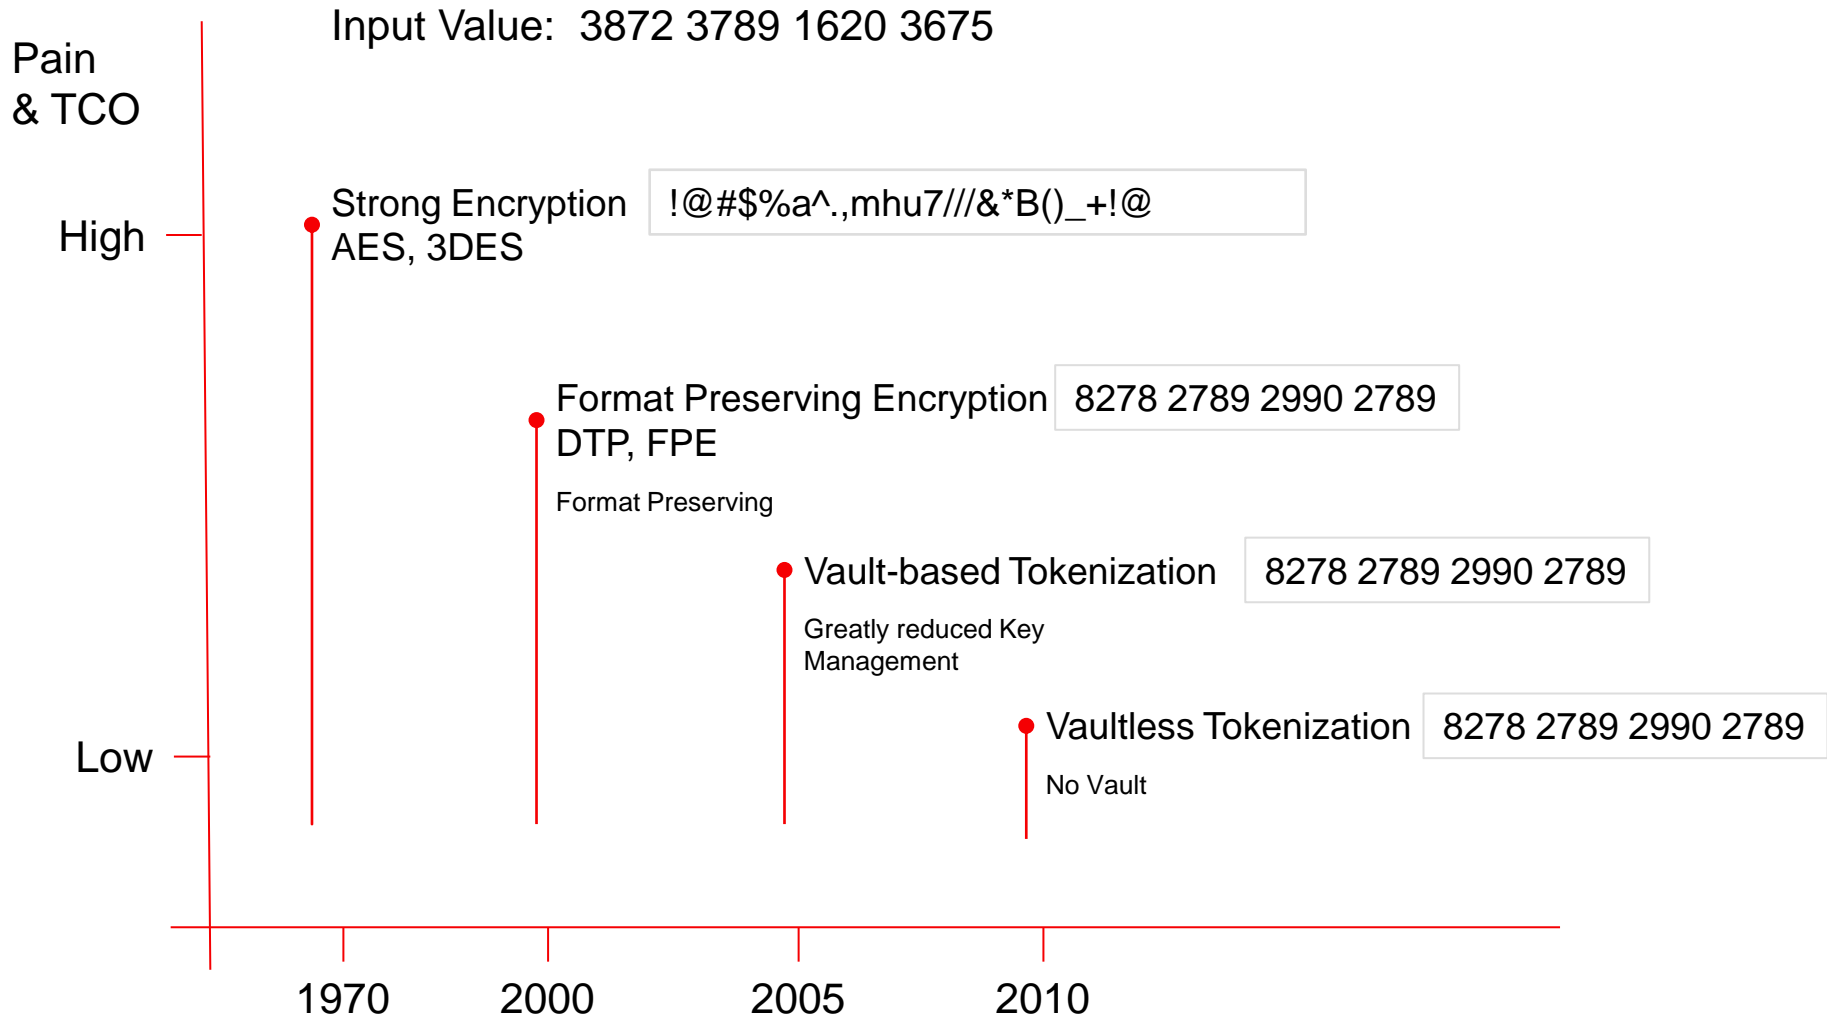 Input Value: 3872 3789 1620 3675
Pain
& TCO
Strong Encryption
AES, 3DES
!@#$%a^.,mhu7///&*B()_+!@
High
Format Preserving Encryption
DTP, FPE
8278 2789 2990 2789
Format Preserving
Vault-based Tokenization
8278 2789 2990 2789
Greatly reduced Key
Management
Vaultless Tokenization
8278 2789 2990 2789
Low
No Vault
1970
2000
2005
2010